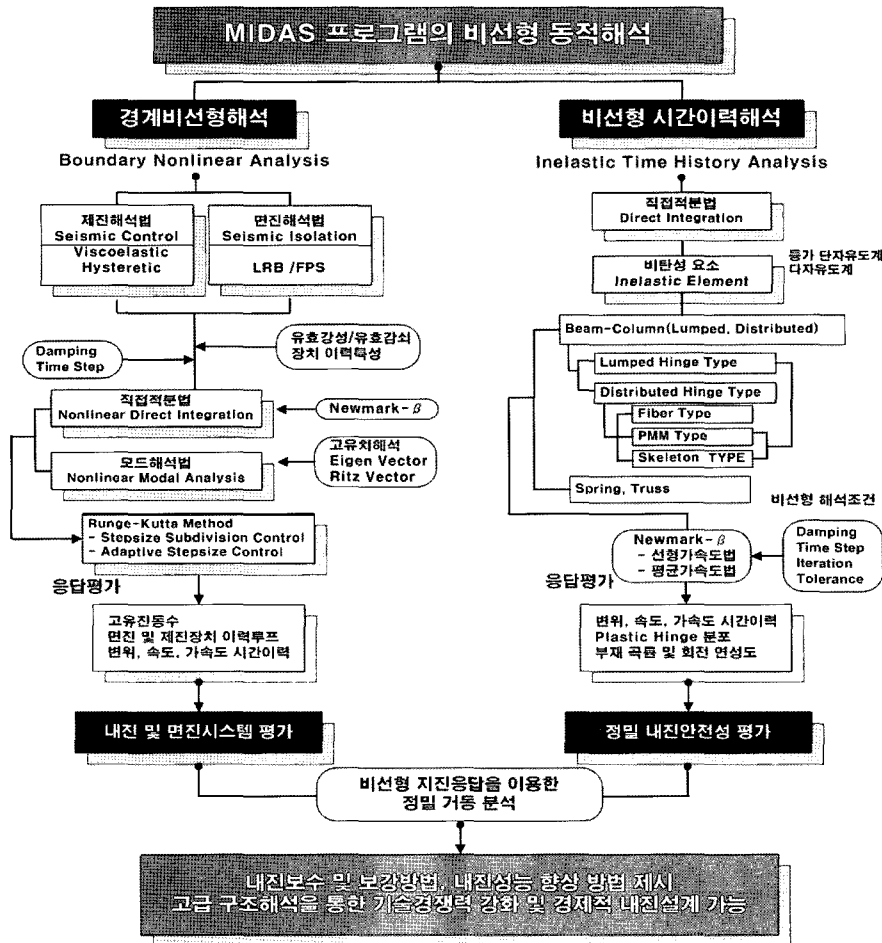 MIDAS 프로그램의 비선형 동적해석
경계비선형해석
Boundary Nonlinear Analysis
제진해석법
Seismic Control
Viscoelastic
Hysteretic
면진해석법
Seismic Isolation
LRB /FPS
유효강성/유효감쇠
장치 이력특성
Damping
Time Step
직접적분법
Nonlinear Direct Integration
Newmark-β
모드해석법
Nonlinear Modal Analysis
고유치해석
Eigen Vector
Ritz Vector
Runge-Kutta Method
- Stepsize Subdivision Control
- Adaptive Stepsize Control
응답평가
고유진동수
면진 및 제진장치 이력루프
변위, 속도, 가속도 시간이력
내진 및 면진시스템 평가
비선형 시간이력해석
Inelastic Time History Analysis
직접적분법
Direct Integration
비탄성 요소
Inelastic Element
등가 단자유도계
다자유도계
Beam-Column(Lumped, Distributed)
Lumped Hinge Type
Distributed Hinge Type
Fiber Type
PMM Type
Skeleton TYPE
Spring, Truss
비선형 해석조건
Newmark-β
- 선형가속도법
- 평균가속도법
Damping
Time Step
Iteration
Tolerance
응답평가
변위, 속도, 가속도 시간이력
Plastic Hinge 분포
부재 곡률 및 회전 연성도
정밀 내진안전성 평가
비선형 지진응답을 이용한
정밀 거동 분석
내진보수 및 보강방법, 내진성능 향상 방법 제시
고급 구조해석을 통한 기술경쟁력 강화 및 경제적 내진설계 가능